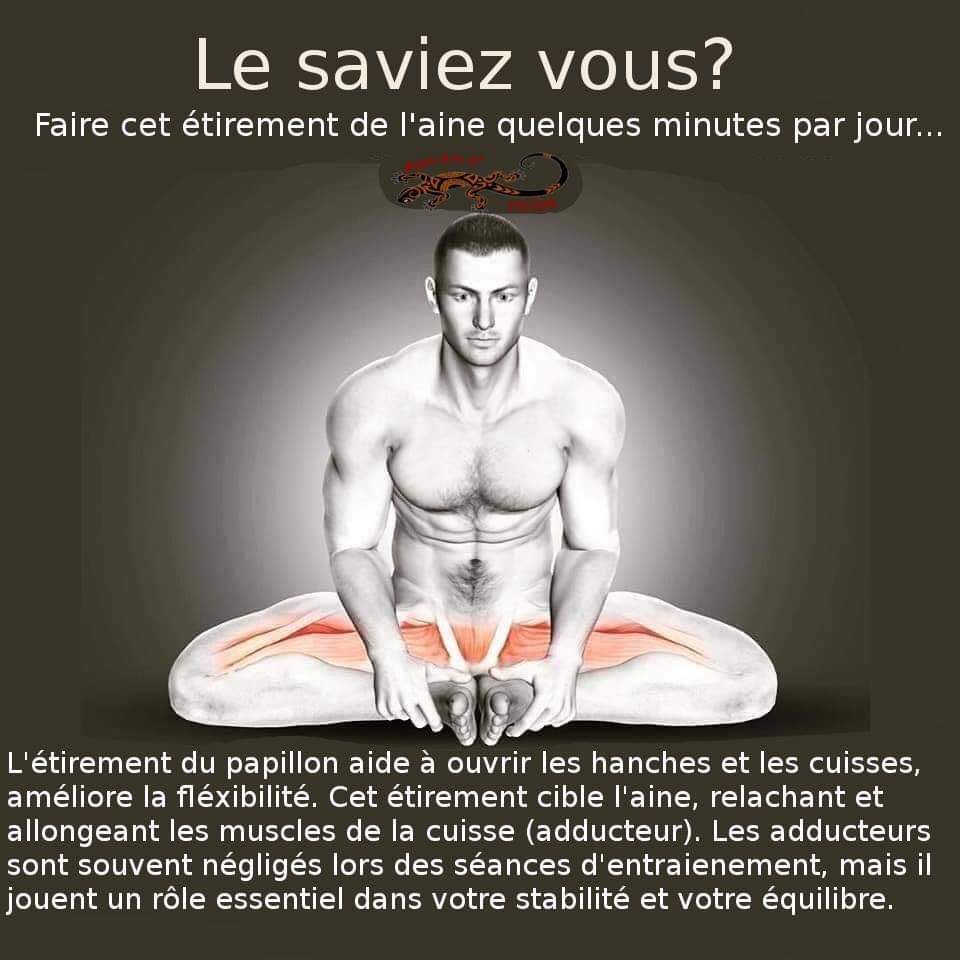 Le saviez vous?
Faire cet étirement de l'aine quelques minutes par jour...
L'étirement du papillon aide à ouvrir les hanches et les cuisses,
améliore la fléxibilité. Cet étirement cible l'aine, relachant et
allongeant les muscles de la cuisse (adducteur). Les adducteurs
sont souvent négligés lors des séances d'entraienement, mais il
jouent un rôle essentiel dans votre stabilité et votre équilibre.